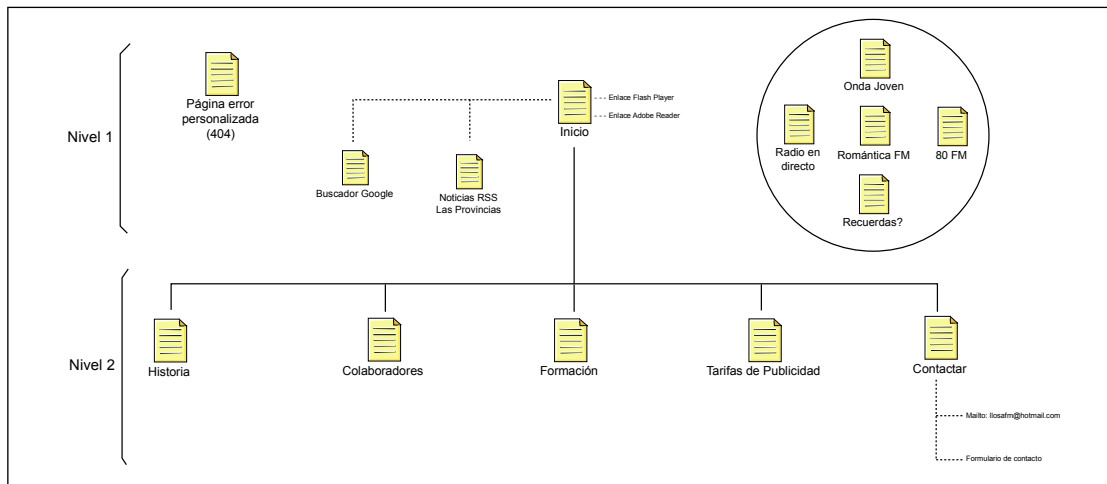 Nivel 1
Página error
personalizada
(404)
Buscador Google
Noticias RSS
Las Provincias
Inicio
Enlace Flash Player
Enlace Adobe Reader
Onda Joven
Radio en
directo
Romántica FM
80 FM
Recuerdas?
Nivel 2
Historia
Colaboradores
Formación
Tarifas de Publicidad
Contactar
Mailto: llosafm@hotmail.com
Formulario de contacto